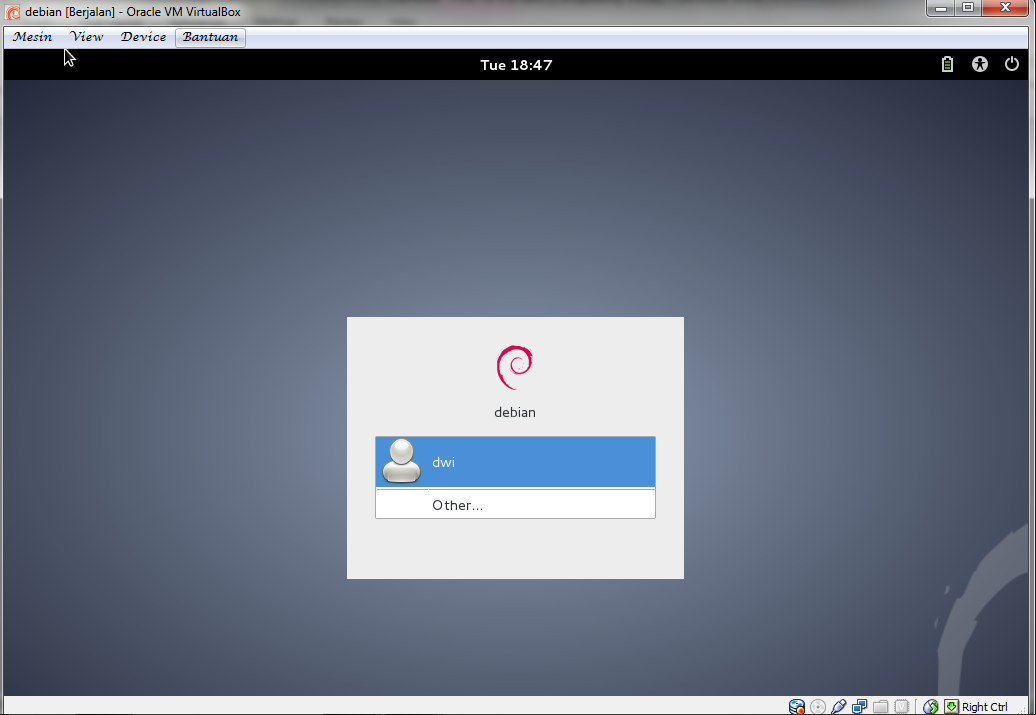 debian [Berjalan] - Oracle VM VirtualBox
Mesin View Device Bantuan
Tue 18:47
debian
dwi
Other...
Right Ctrl